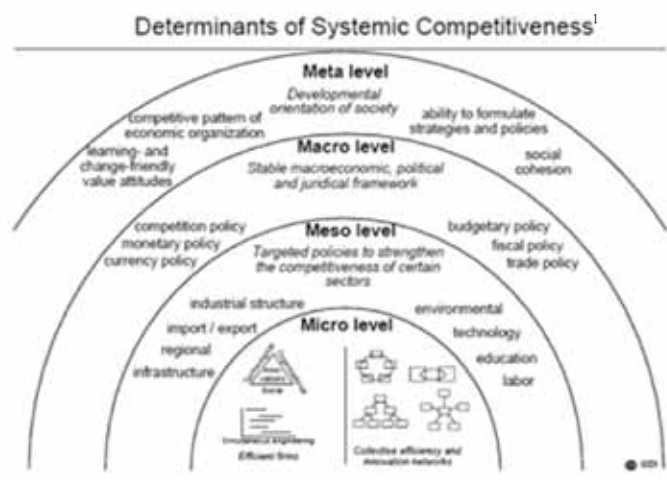 Determinants of Systemic Competitiveness1
Meta level
Developmental
orientation of society
competitive pattern of
economic organization
ability to formulate
strategies and policies
learning- and
change-friendly
value attitudes
social
cohesion
Macro level
Stable macroeconomic, political
and juridical framework
competition policy
monetary policy
currency policy
budgetary policy
fiscal policy
trade policy
Meso level
Targeted policies to strengthen
the competitiveness of certain
sectors
industrial structure
import / export
regional
infrastructure
environmental
technology
education
labor
Micro level
Simultaneous engineering
Efficient firms
Collective efficiency and
innovation networks